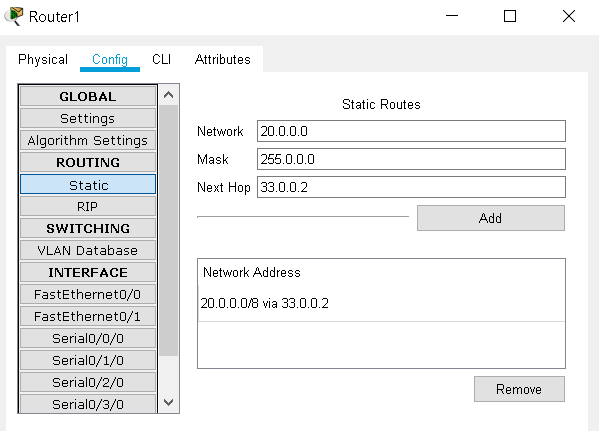 Router1
Physical Config CLI Attributes
GLOBAL
Settings
Algorithm Settings
ROUTING
Static
RIP
SWITCHING
VLAN Database
INTERFACE
FastEthernet0/0
FastEthernet0/1
Serial0/0/0
Serial0/1/0
Serial0/2/0
Serial0/3/0
Static Routes
Network 20.0.0.0
Mask 255.0.0.0
Next Hop 33.0.0.2
Add
Network Address
20.0.0.0/8 via 33.0.0.2
Remove